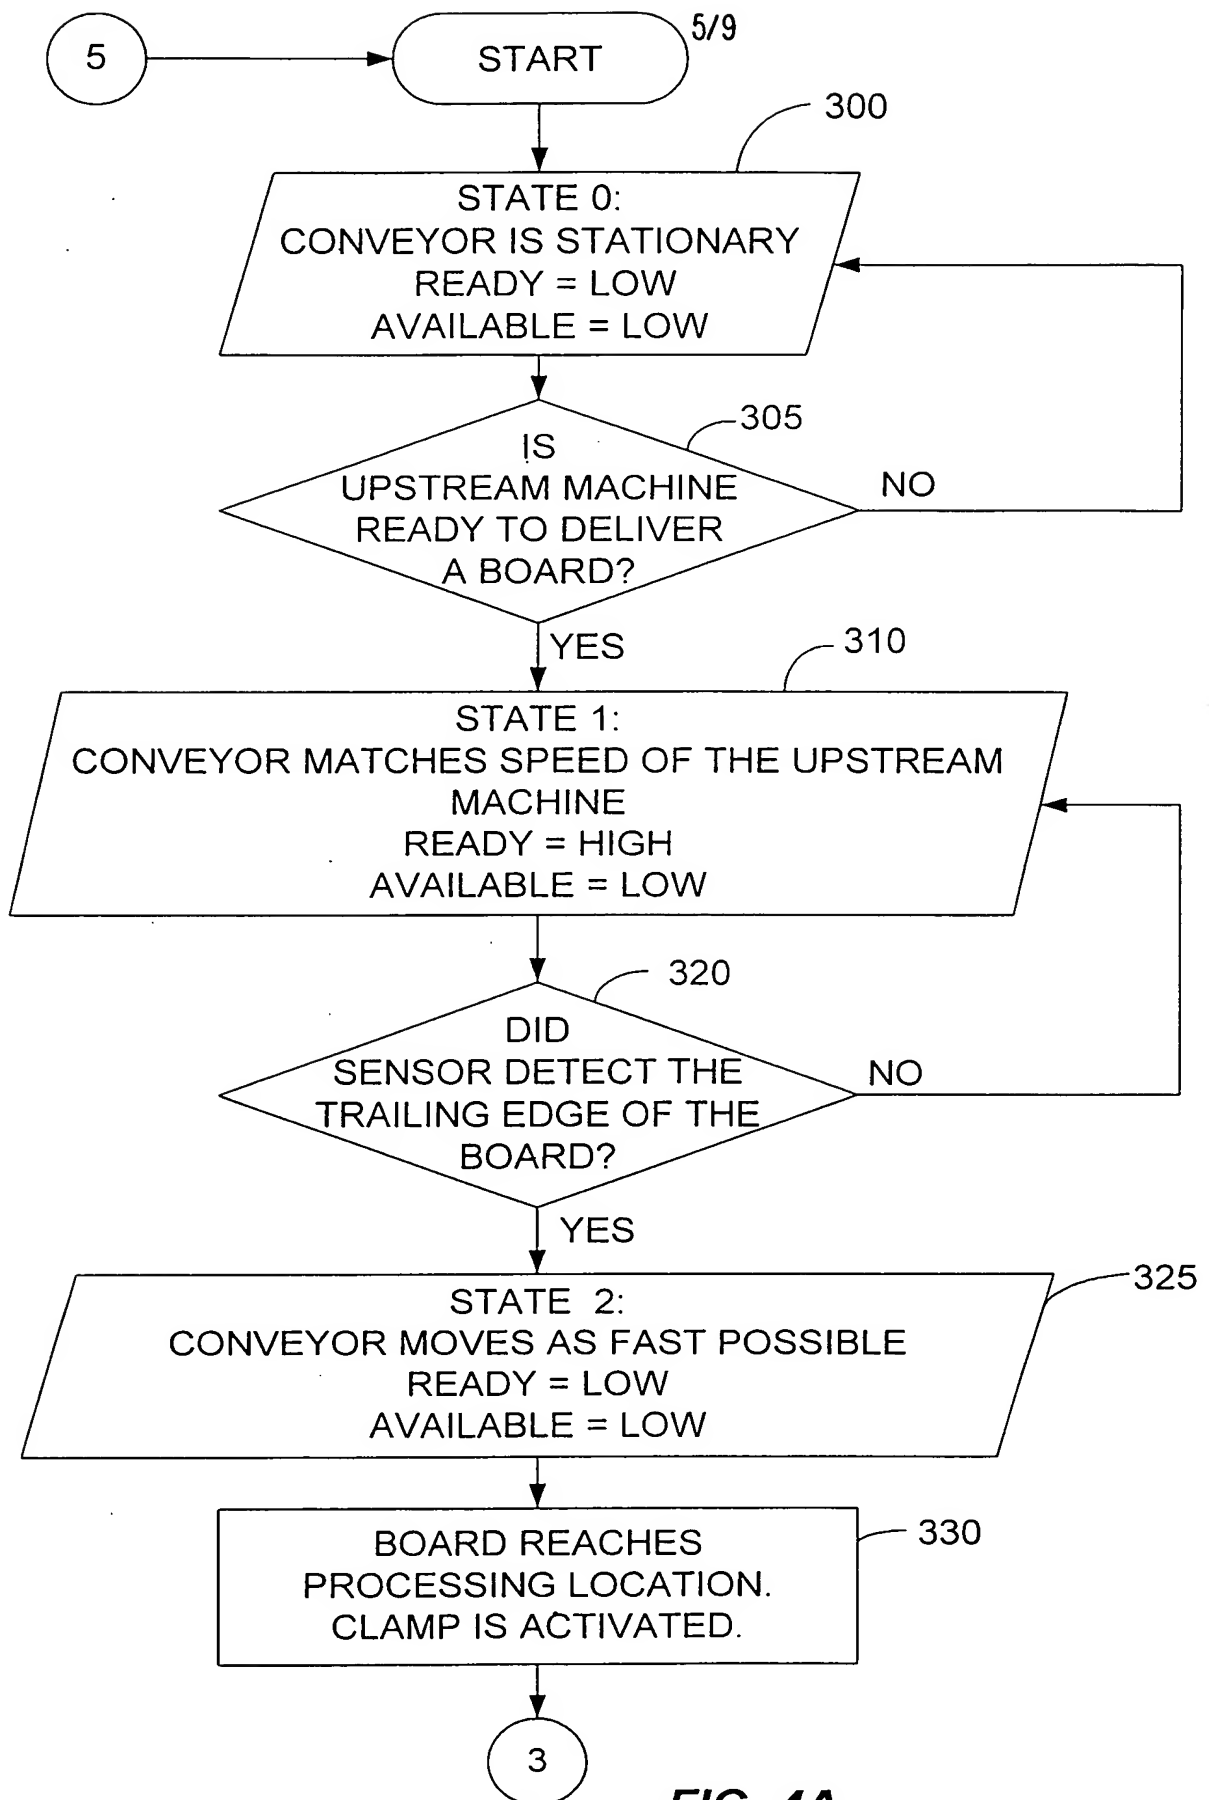 5
START
5/9
300
STATE 0:
CONVEYOR IS STATIONARY
READY = LOW
AVAILABLE = LOW
305
IS
UPSTREAM MACHINE
READY TO DELIVER
A BOARD?
NO
YES
310
STATE 1:
CONVEYOR MATCHES SPEED OF THE UPSTREAM
MACHINE
READY = HIGH
AVAILABLE = LOW
320
DID
SENSOR DETECT THE
TRAILING EDGE OF THE
BOARD?
NO
YES
325
STATE 2:
CONVEYOR MOVES AS FAST POSSIBLE
READY = LOW
AVAILABLE = LOW
330
BOARD REACHES
PROCESSING LOCATION.
CLAMP IS ACTIVATED.
3
FIG. 4A